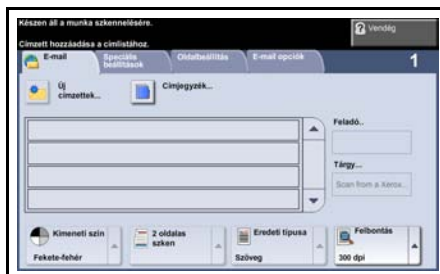 Készen áll a munka szkennelésére.
Vendég
Címzett hozzáadása a címlistához.
E-mail
Speciális beállítások
Oldalbeállítás
E-mail opciók
1
Új címzettek...
Címjegyzék...
Feladó..
Tárgy...
Scan from a Xerox..
Kimeneti szín
Fekete-fehér
2 oldalas szken
Eredeti típusa
Szöveg
Felbontás
300 dpi